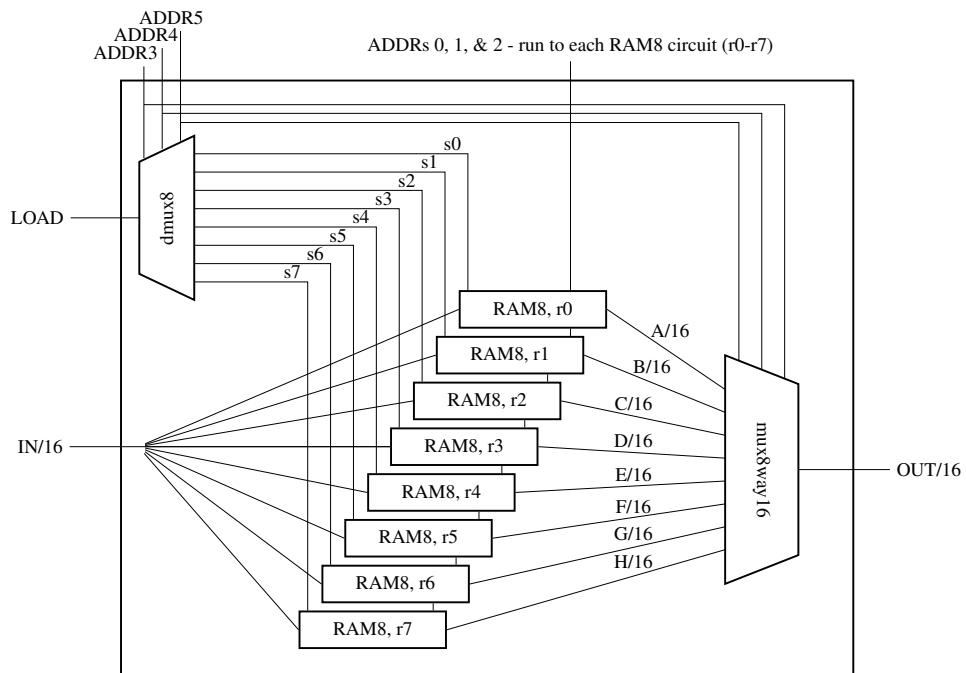 ADDR5
ADDR4
ADDR3
ADDRs 0, 1, & 2 - run to each RAM8 circuit (r0-r7)
s0
s1
s2
s3
s4
s5
s6
s7
dmux8
LOAD
RAM8, r0
RAM8, r1
RAM8, r2
RAM8, r3
RAM8, r4
RAM8, r5
RAM8, r6
RAM8, r7
A/16
B/16
C/16
D/16
E/16
F/16
G/16
H/16
IN/16
mux8way16
OUT/16